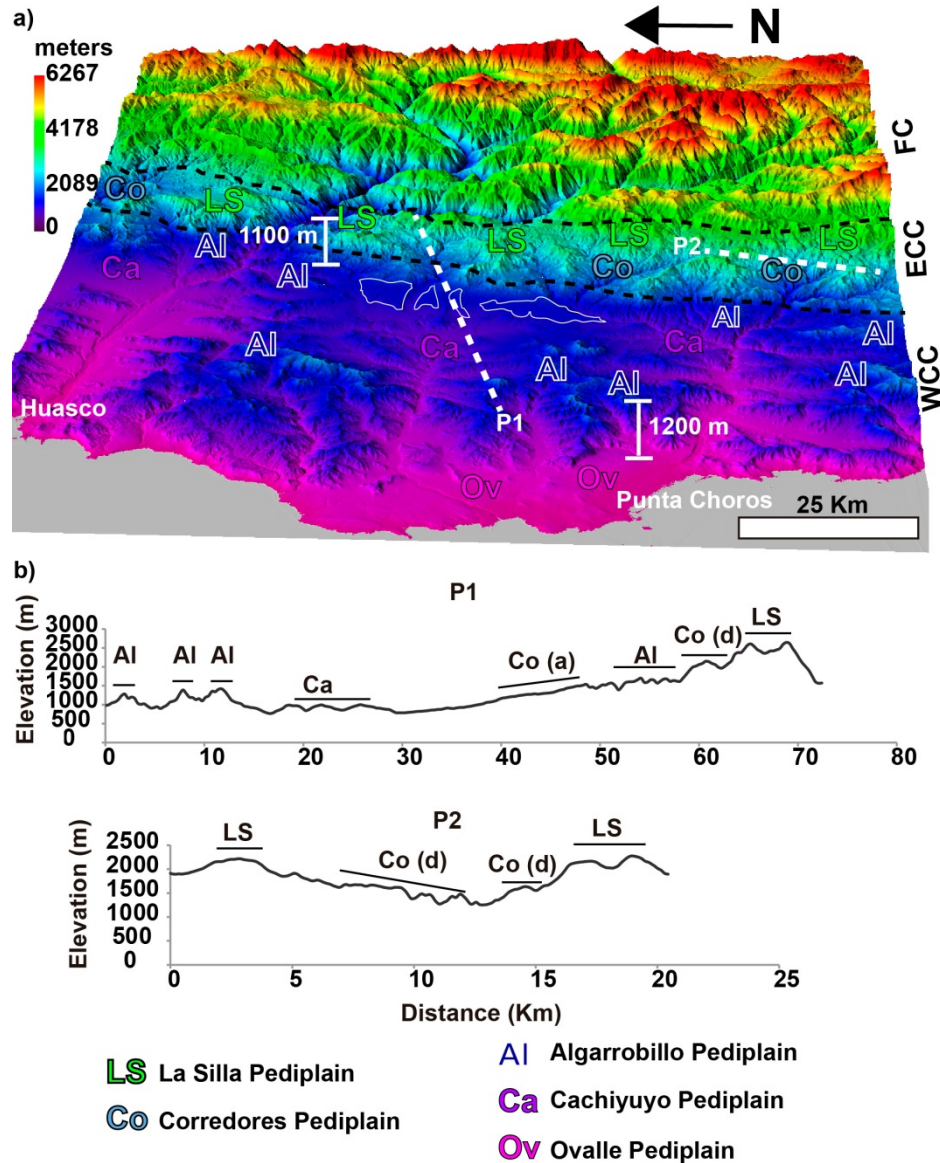 a)
N
meters
6267
4178
2089
0
FC
ECC
WCC
Co
LS
LS
LS
LS
LS
1100 m
P2
Co
Co
Al
Ca
Al
Al
Al
Ca
Ca
Al
Al
Al
Al
Huasco
P1
1200 m
Ov
Ov
Punta Choros
25 Km
b)
P1
Elevation (m)
3000
2500
2000
1500
1000
500
0
Al
Al
Al
Ca
Co (a)
Al
Co (d)
LS
0 10 20 30 40 50 60 70 80
P2
Elevation (m)
2500
2000
1500
1000
500
0
LS
Co (d)
Co (d)
LS
0 5 10 15 20 25
Distance (Km)
LS La Silla Pediplain
Co Corredores Pediplain
Al Algarrobillo Pediplain
Ca Cachiyuyo Pediplain
Ov Ovalle Pediplain